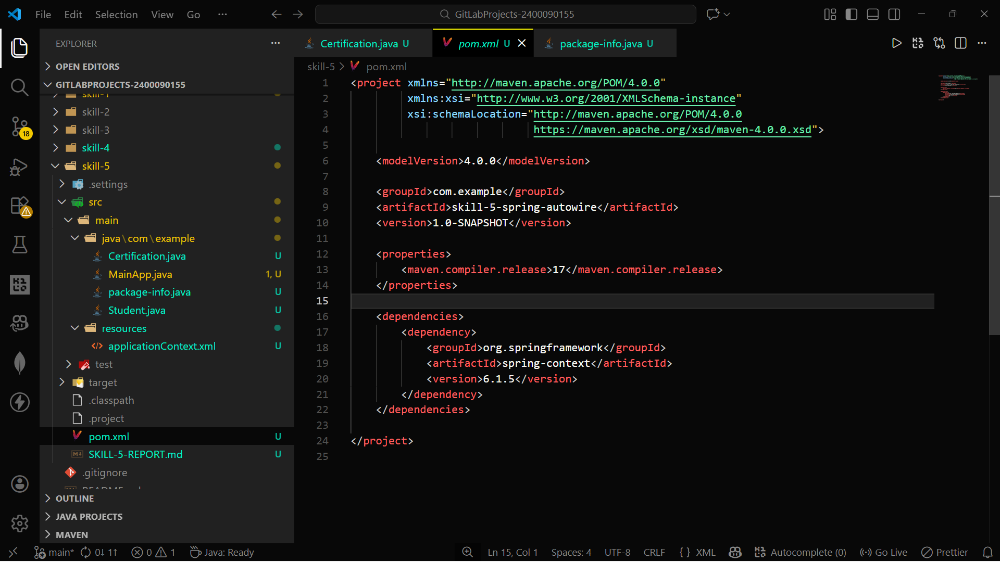 File Edit Selection View Go ··· GitLabProjects-2400090155
EXPLORER
OPEN EDITORS
GITLABPROJECTS-2400090155
skill-1
skill-2
skill-3
skill-4
skill-5
.settings
src
main
java\com\example
Certification.java U
MainApp.java 1, U
package-info.java U
Student.java U
resources
applicationContext.xml U
test
target
.classpath
.project
pom.xml U
SKILL-5-REPORT.md U
.gitignore
OUTLINE
JAVA PROJECTS
MAVEN
18
Certification.java U pom.xml U package-info.java U
skill-5 > pom.xml
1 <project xmlns="http://maven.apache.org/POM/4.0.0"
2 xmlns:xsi="http://www.w3.org/2001/XMLSchema-instance"
3 xsi:schemaLocation="http://maven.apache.org/POM/4.0.0
4 https://maven.apache.org/xsd/maven-4.0.0.xsd">
5
6 <modelVersion>4.0.0</modelVersion>
7
8 <groupId>com.example</groupId>
9 <artifactId>skill-5-spring-autowire</artifactId>
10 <version>1.0-SNAPSHOT</version>
11
12 <properties>
13 <maven.compiler.release>17</maven.compiler.release>
14 </properties>
15
16 <dependencies>
17 <dependency>
18 <groupId>org.springframework</groupId>
19 <artifactId>spring-context</artifactId>
20 <version>6.1.5</version>
21 </dependency>
22 </dependencies>
23
24 </project>
25
main* 0↓ 1↑ 0 1 Java: Ready Ln 15, Col 1 Spaces: 4 UTF-8 CRLF { } XML Autocomplete (0) Go Live Prettier